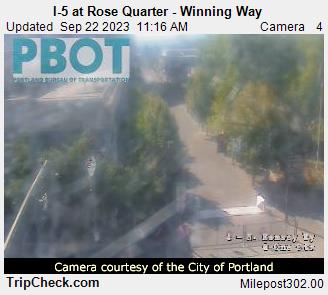 I-5 at Rose Quarter - Winning Way
Updated Sep 22 2023 11:16 AM Camera 4
PBOT
PORTLAND BUREAU OF TRANSPORTATION
Camera courtesy of the City of Portland
TripCheck.com Milepost302.00